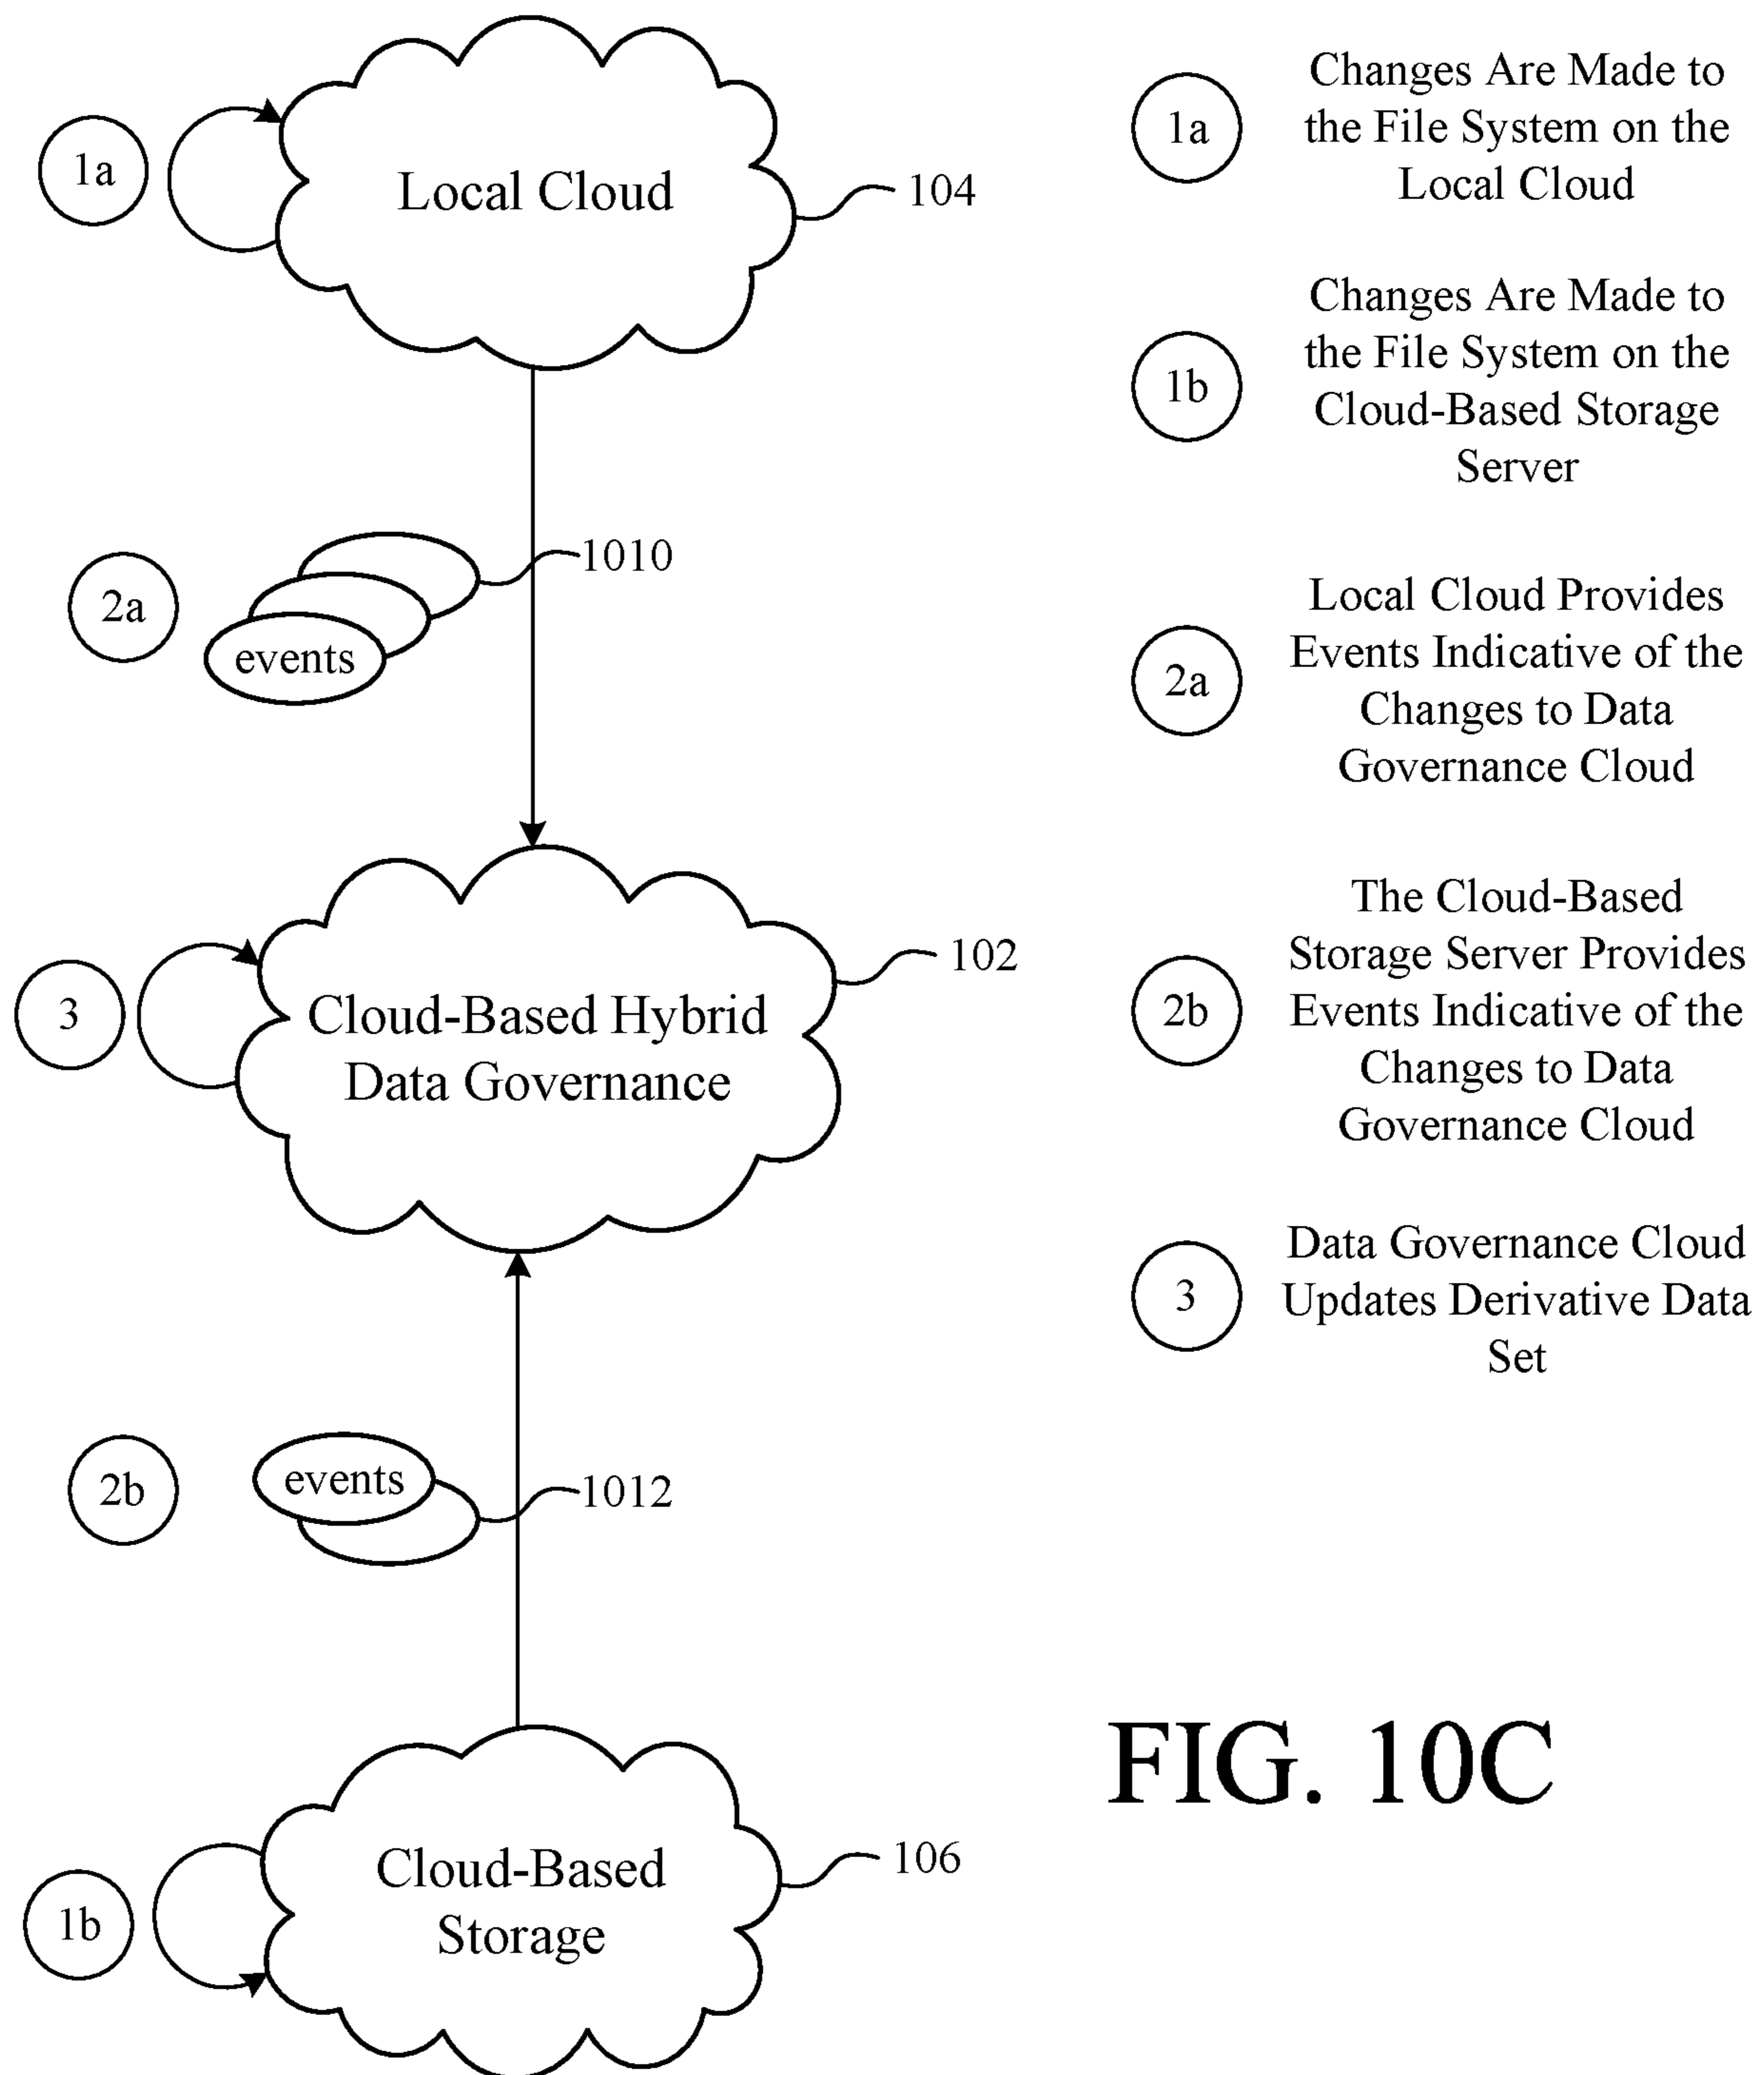 1a
Local Cloud
104
2a
events
1010
3
Cloud-Based Hybrid
Data Governance
102
2b
events
1012
1b
Cloud-Based
Storage
106
1a
Changes Are Made to
the File System on the
Local Cloud
1b
Changes Are Made to
the File System on the
Cloud-Based Storage
Server
2a
Local Cloud Provides
Events Indicative of the
Changes to Data
Governance Cloud
2b
The Cloud-Based
Storage Server Provides
Events Indicative of the
Changes to Data
Governance Cloud
3
Data Governance Cloud
Updates Derivative Data
Set
FIG. 10C